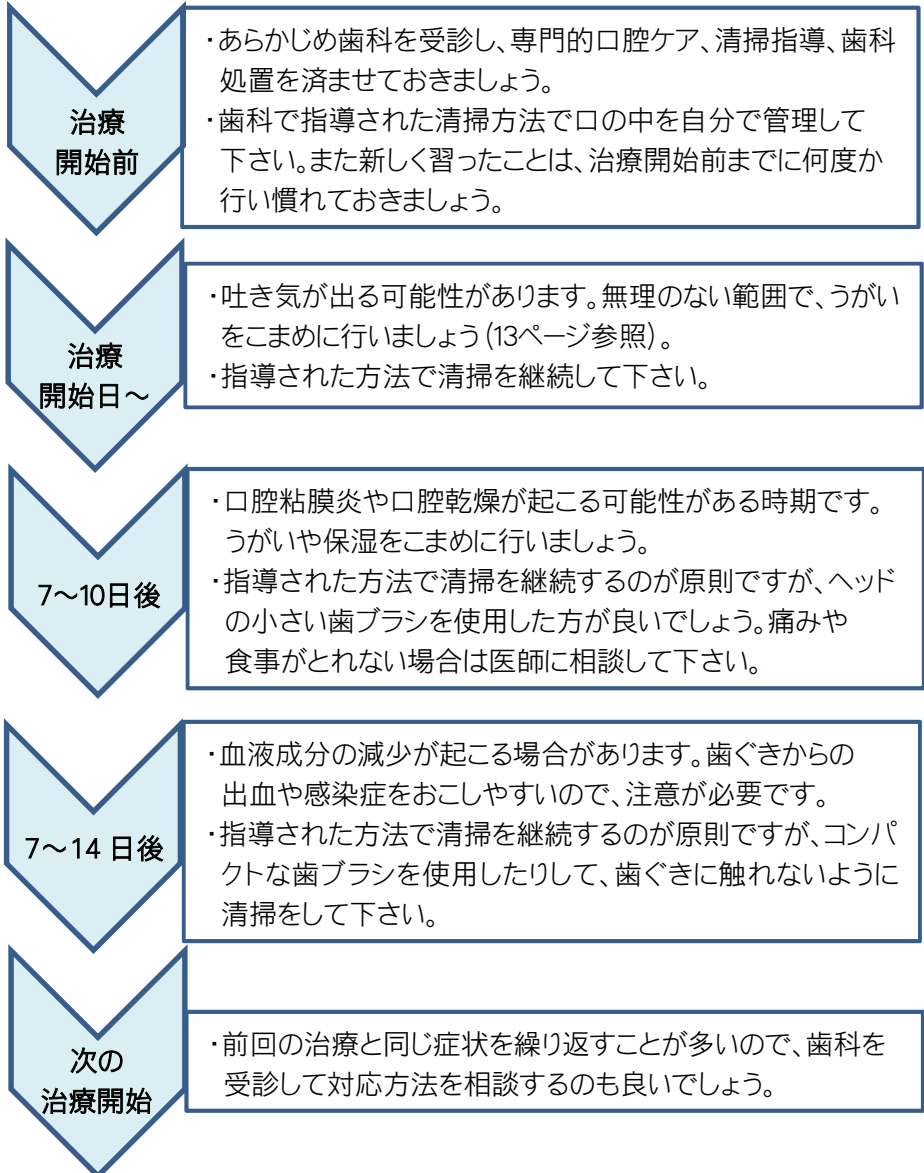 治療
開始前
・あらかじめ歯科を受診し、専門的口腔ケア、清掃指導、歯科
処置を済ませておきましょう。
・歯科で指導された清掃方法で口の中を自分で管理して
下さい。また新しく習ったことは、治療開始前までに何度か
行い慣れておきましょう。
治療
開始日～
・吐き気が出る可能性があります。無理のない範囲で、うがい
をこまめに行いましょう(13ページ参照)。
・指導された方法で清掃を継続して下さい。
7～10日後
・口腔粘膜炎や口腔乾燥が起こる可能性がある時期です。
うがいや保湿をこまめに行いましょう。
・指導された方法で清掃を継続するのが原則ですが、ヘッド
の小さい歯ブラシを使用した方が良いでしょう。痛みや
食事がとれない場合は医師に相談して下さい。
7～14日後
・血液成分の減少が起こる場合があります。歯ぐきからの
出血や感染症をおこしやすいので、注意が必要です。
・指導された方法で清掃を継続するのが原則ですが、コンパ
クトな歯ブラシを使用したりして、歯ぐきに触れないように
清掃をして下さい。
次の
治療開始
・前回の治療と同じ症状を繰り返すことが多いので、歯科を
受診して対応方法を相談するのも良いでしょう。